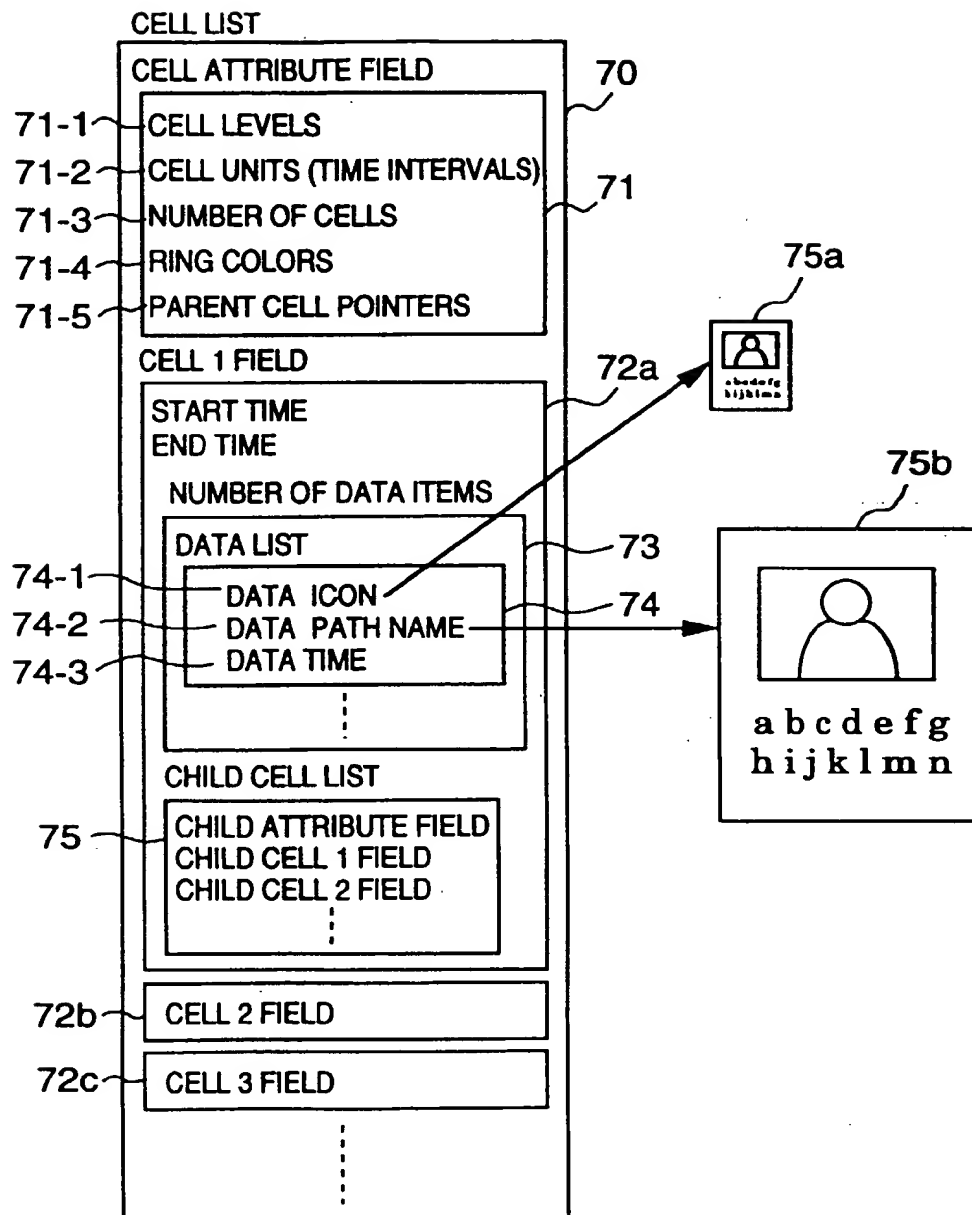 CELL LIST
CELL ATTRIBUTE FIELD
70
71-1
CELL LEVELS
71-2
CELL UNITS (TIME INTERVALS)
71
71-3
NUMBER OF CELLS
71-4
RING COLORS
71-5
PARENT CELL POINTERS
75a
abcdefg
hijklmn
CELL 1 FIELD
72a
START TIME
END TIME
NUMBER OF DATA ITEMS
75b
DATA LIST
73
74-1
DATA ICON
74
74-2
DATA PATH NAME
74-3
DATA TIME
a b c d e f g
h i j k l m n
CHILD CELL LIST
75
CHILD ATTRIBUTE FIELD
CHILD CELL 1 FIELD
CHILD CELL 2 FIELD
72b
CELL 2 FIELD
72c
CELL 3 FIELD